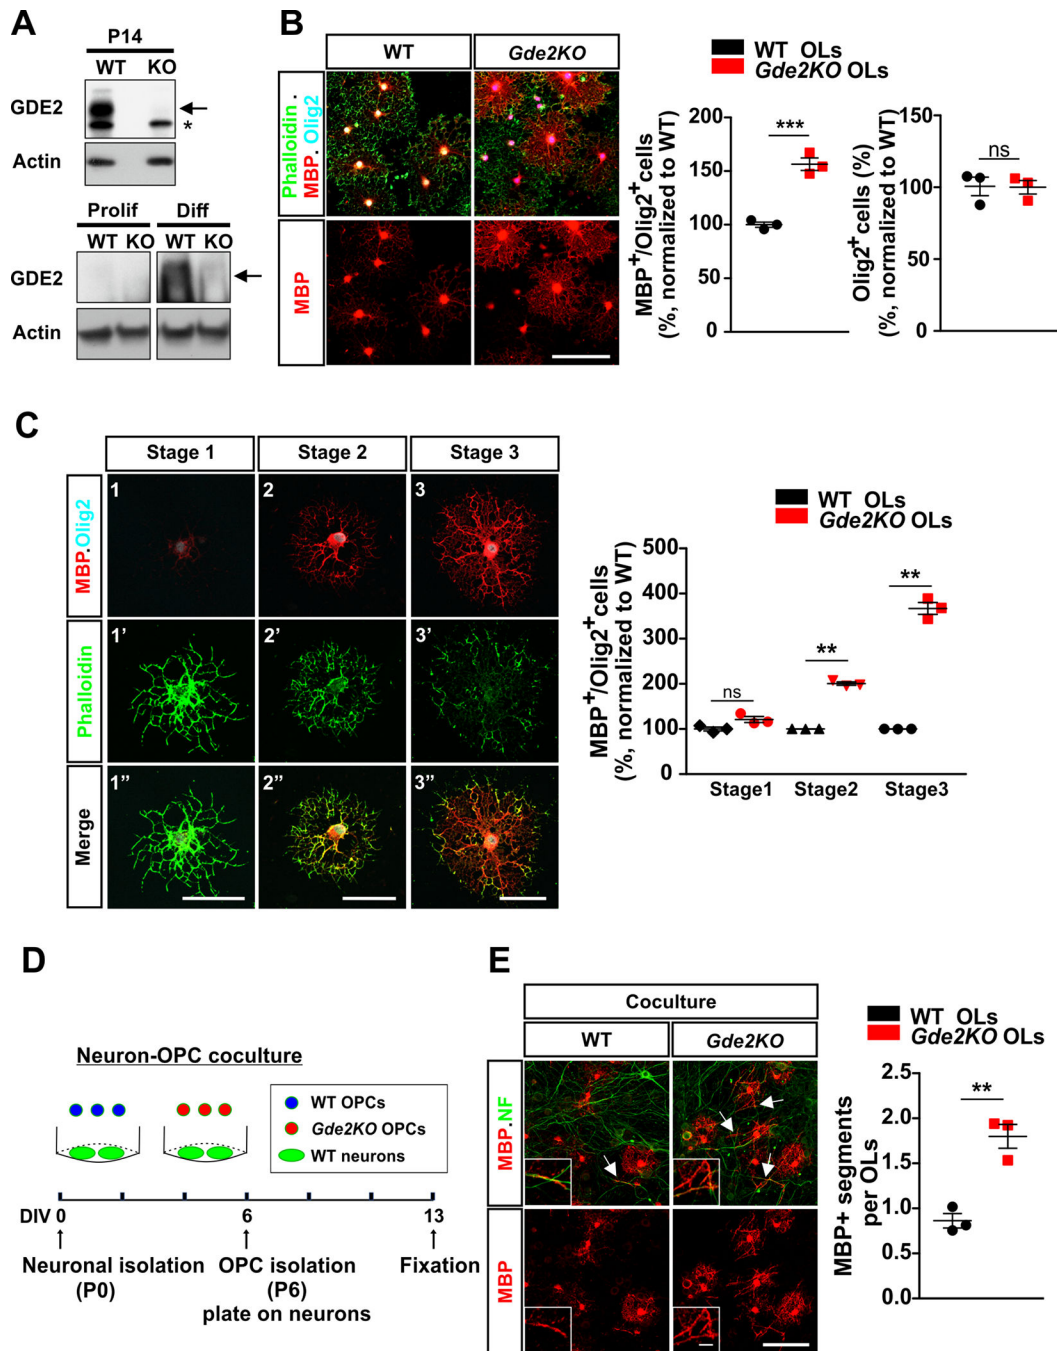 A
P14
WT KO
GDE2
*
Actin
Prolif Diff
WT KO WT KO
GDE2
Actin
B
WT Gde2KO
Phalloidin.
MBP.Olig2
MBP
WT OLs
Gde2KO OLs
MBP+/Olig2+cells
(%, normalized to WT)
200
150
100
50
0
***
Olig2+cells (%)
(%, normalized to WT)
150
100
50
0
ns
C
Stage 1 Stage 2 Stage 3
MBP.Olig2
1 2 3
Phalloidin
1’ 2’ 3’
Merge
1” 2” 3”
WT OLs
Gde2KO OLs
MBP+/Olig2+cells
(%, normalized to WT)
500
400
300
200
100
0
ns
**
**
Stage1 Stage2 Stage3
D
Neuron-OPC coculture
WT OPCs
Gde2KO OPCs
WT neurons
DIV 0 6 13
Neuronal isolation OPC isolation Fixation
(P0) (P6)
plate on neurons
E
Coculture
WT Gde2KO
MBP.NF
MBP
WT OLs
Gde2KO OLs
MBP+ segments
per OLs
2.5
2.0
1.5
1.0
0.5
0.0
**